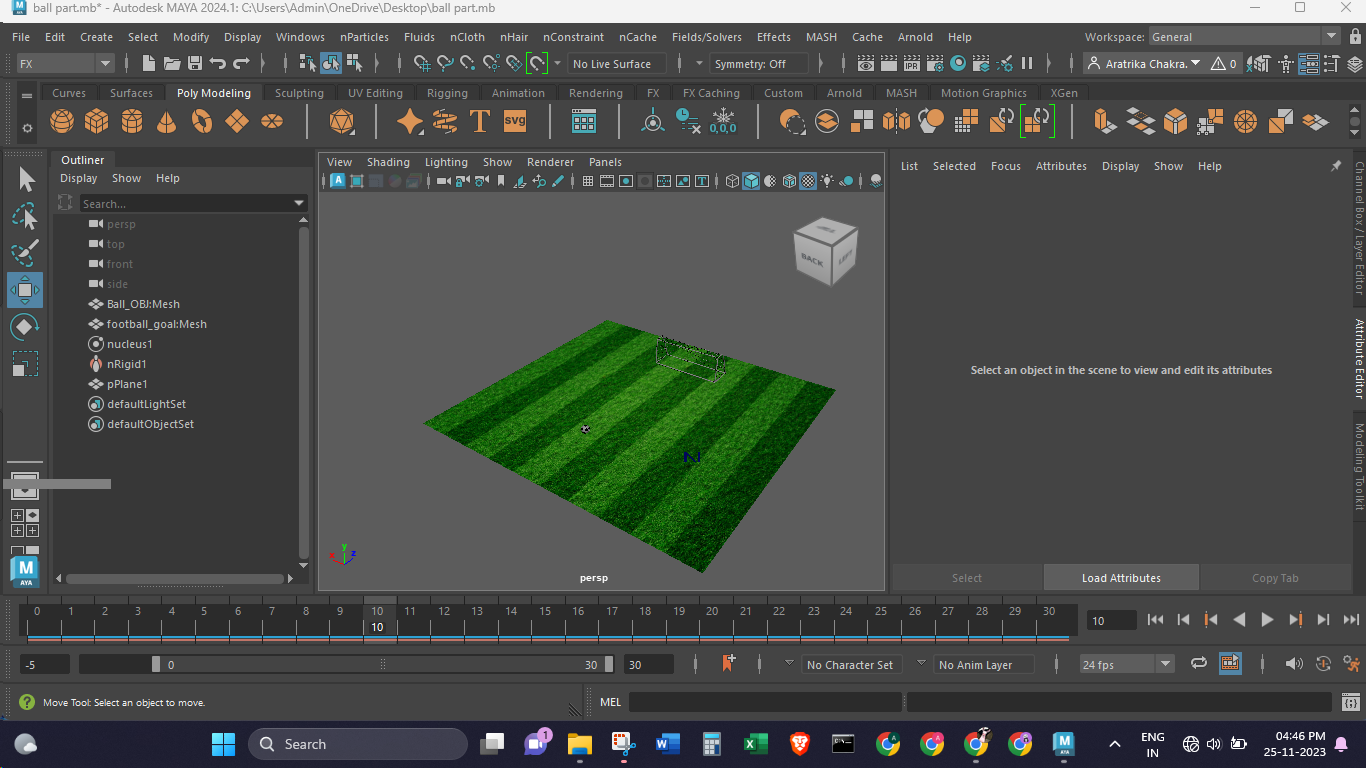 ball part.mb* - Autodesk MAYA 2024.1: C:\Users\Admin\OneDrive\Desktop\ball part.mb
File Edit Create Select Modify Display Windows nParticles Fluids nCloth nHair nConstraint nCache Fields/Solvers Effects MASH Cache Arnold Help Workspace: General
FX No Live Surface Symmetry: Off IPR Aratrika Chakra. 0
Curves Surfaces Poly Modeling Sculpting UV Editing Rigging Animation Rendering FX FX Caching Custom Arnold MASH Motion Graphics XGen
T SVG 0,0,0
Outliner
Display Show Help
Search...
persp
top
front
side
Ball_OBJ:Mesh
football_goal:Mesh
nucleus1
nRigid1
pPlane1
defaultLightSet
defaultObjectSet
View Shading Lighting Show Renderer Panels
BACK LEFT
N
x y z
persp
List Selected Focus Attributes Display Show Help
Select an object in the scene to view and edit its attributes
Select Load Attributes Copy Tab
Channel Box / Layer Editor
Attribute Editor
Modeling Toolkit
M
AYA
0 1 2 3 4 5 6 7 8 9 10 11 12 13 14 15 16 17 18 19 20 21 22 23 24 25 26 27 28 29 30
10 10
-5 0 30 30 No Character Set No Anim Layer 24 fps
Move Tool: Select an object to move. MEL
Search 1 ENG 04:46 PM
IN 25-11-2023